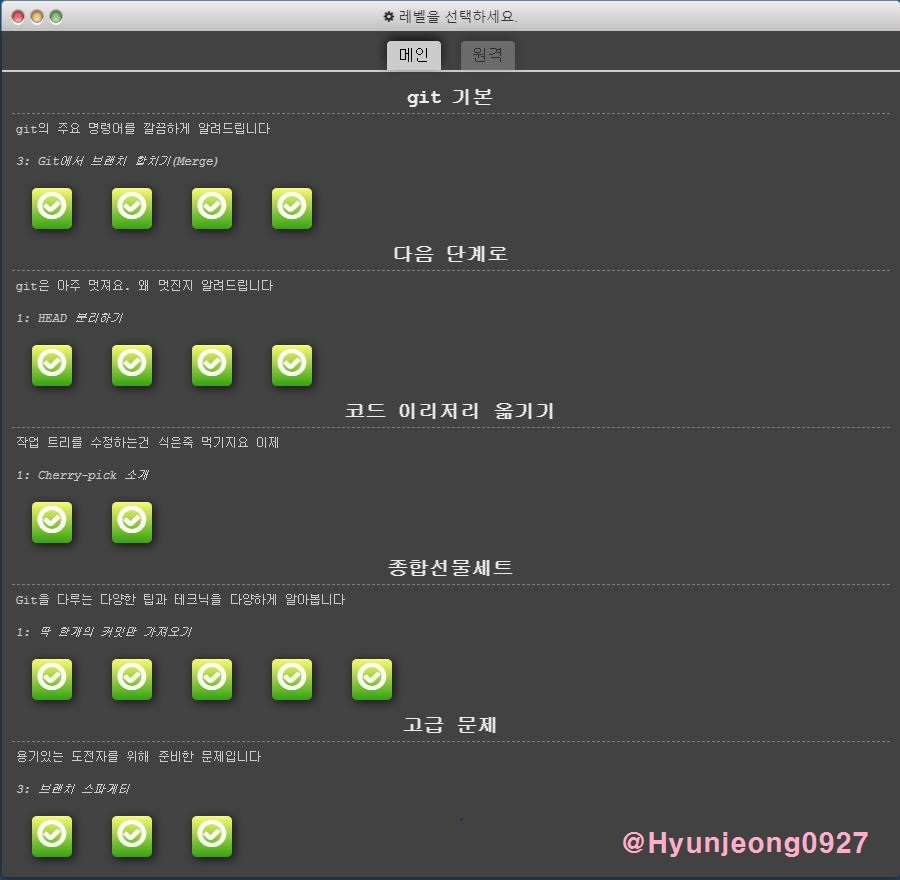 레벨을 선택하세요.
메인 원격
git 기본
git의 주요 명령어를 깔끔하게 알려드립니다
3: Git에서 브랜치 합치기(Merge)
다음 단계로
git은 아주 멋져요. 왜 멋진지 알려드립니다
1: HEAD 분리하기
코드 이리저리 옮기기
작업 트리를 수정하는건 식은죽 먹기지요 이제
1: Cherry-pick 소개
종합선물세트
Git을 다루는 다양한 팁과 테크닉을 다양하게 알아봅니다
1: 딱 한개의 커밋만 가져오기
고급 문제
용기있는 도전자를 위해 준비한 문제입니다
3: 브랜치 스파게티
@Hyunjeong0927